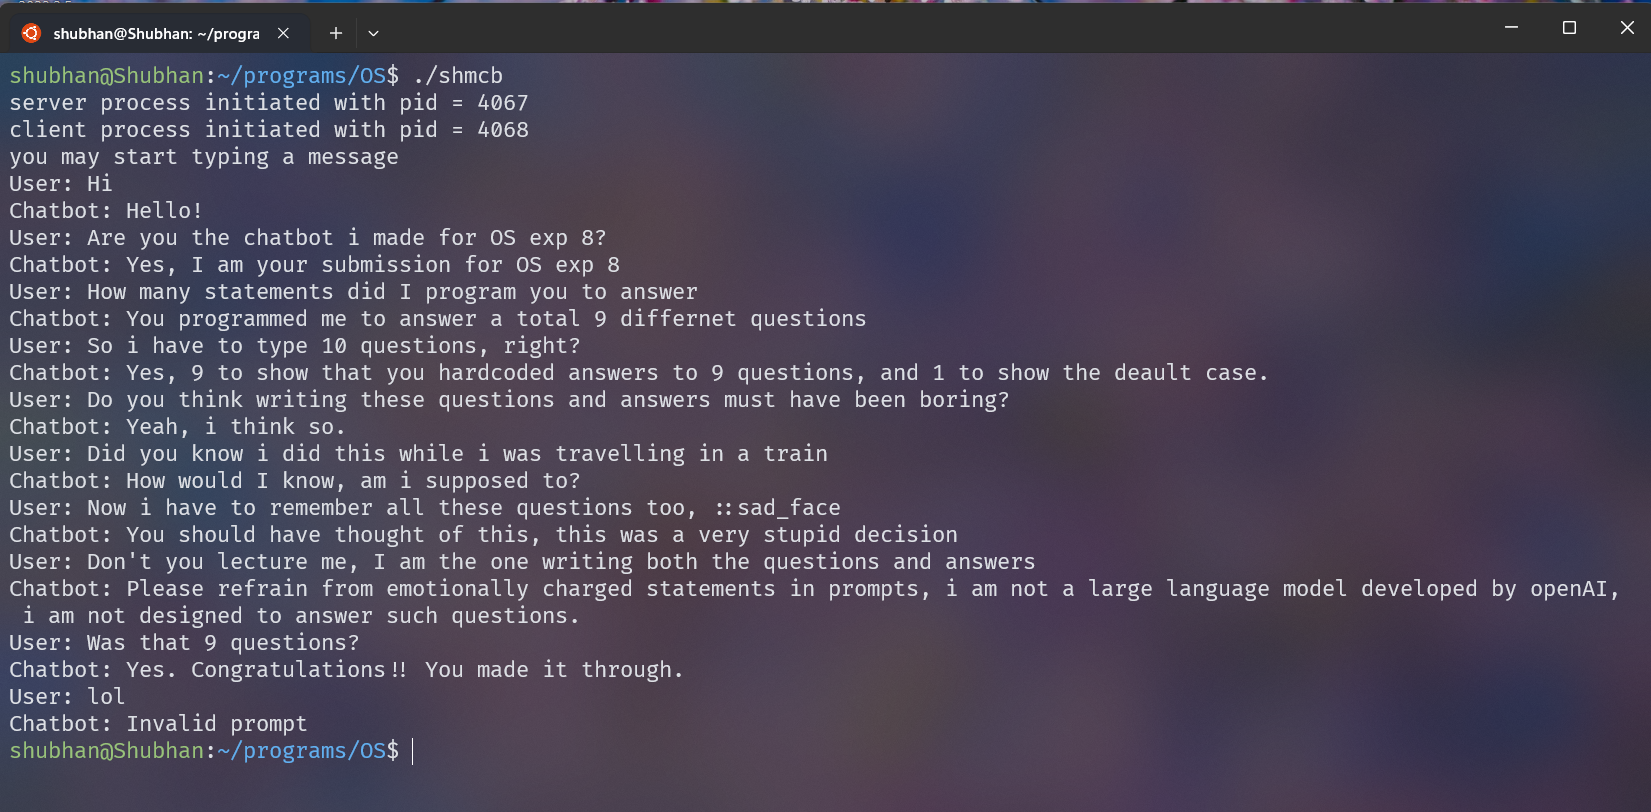 shubhan@Shubhan: ~/progra
shubhan@Shubhan:~/programs/OS$ ./shmcb
server process initiated with pid = 4067
client process initiated with pid = 4068
you may start typing a message
User: Hi
Chatbot: Hello!
User: Are you the chatbot i made for OS exp 8?
Chatbot: Yes, I am your submission for OS exp 8
User: How many statements did I program you to answer
Chatbot: You programmed me to answer a total 9 differnet questions
User: So i have to type 10 questions, right?
Chatbot: Yes, 9 to show that you hardcoded answers to 9 questions, and 1 to show the deault case.
User: Do you think writing these questions and answers must have been boring?
Chatbot: Yeah, i think so.
User: Did you know i did this while i was travelling in a train
Chatbot: How would I know, am i supposed to?
User: Now i have to remember all these questions too, ::sad_face
Chatbot: You should have thought of this, this was a very stupid decision
User: Don't you lecture me, I am the one writing both the questions and answers
Chatbot: Please refrain from emotionally charged statements in prompts, i am not a large language model developed by openAI,
i am not designed to answer such questions.
User: Was that 9 questions?
Chatbot: Yes. Congratulations!! You made it through.
User: lol
Chatbot: Invalid prompt
shubhan@Shubhan:~/programs/OS$